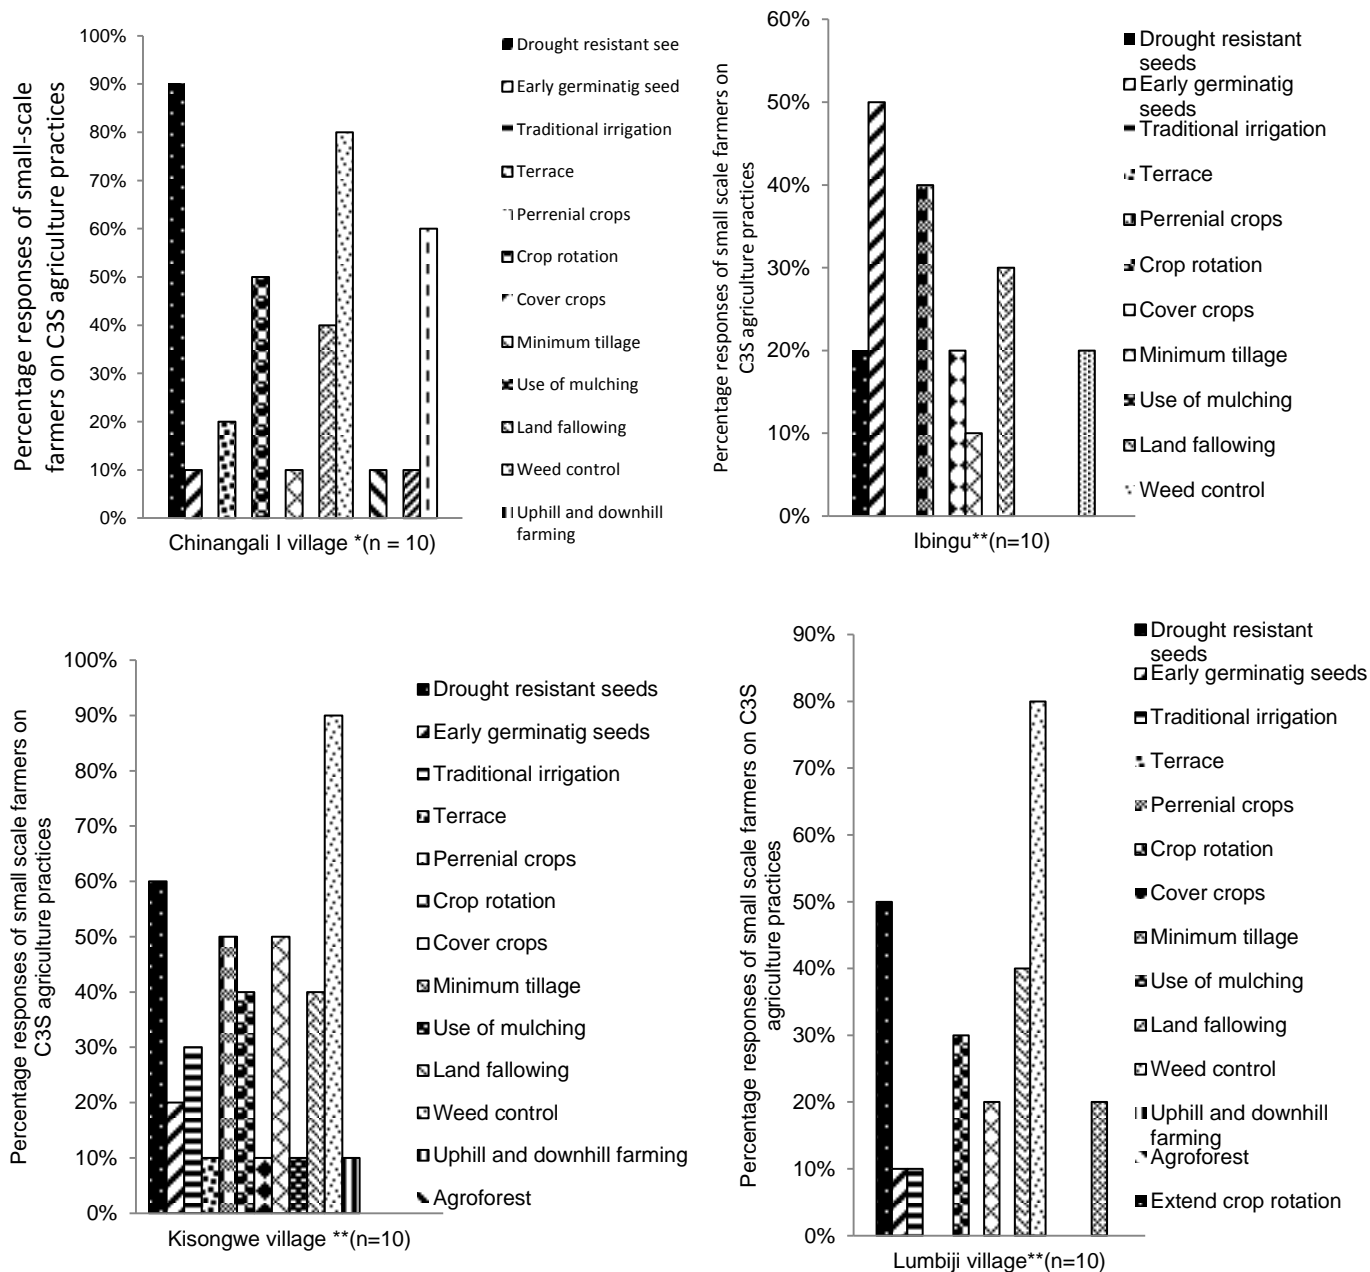 Percentage responses of small-scale
farmers on C3S agriculture practices
100%
90%
80%
70%
60%
50%
40%
30%
20%
10%
0%
Chinangali I village *(n = 10)
Drought resistant see
Early germinatig seed
Traditional irrigation
Terrace
Perrenial crops
Crop rotation
Cover crops
Minimum tillage
Use of mulching
Land fallowing
Weed control
Uphill and downhill
farming
Percentage responses of small scale farmers on
C3S agriculture practices
60%
50%
40%
30%
20%
10%
0%
Ibingu**(n=10)
Drought resistant
seeds
Early germinatig
seeds
Traditional irrigation
Terrace
Perrenial crops
Crop rotation
Cover crops
Minimum tillage
Use of mulching
Land fallowing
Weed control
Percentage responses of small scale farmers on
C3S agriculture practices
100%
90%
80%
70%
60%
50%
40%
30%
20%
10%
0%
Kisongwe village **(n=10)
Drought resistant seeds
Early germinatig seeds
Traditional irrigation
Terrace
Perrenial crops
Crop rotation
Cover crops
Minimum tillage
Use of mulching
Land fallowing
Weed control
Uphill and downhill farming
Agroforest
Percentage responses of small scale farmers on C3S
agriculture practices
90%
80%
70%
60%
50%
40%
30%
20%
10%
0%
Lumbiji village**(n=10)
Drought resistant
seeds
Early germinatig seeds
Traditional irrigation
Terrace
Perrenial crops
Crop rotation
Cover crops
Minimum tillage
Use of mulching
Land fallowing
Weed control
Uphill and downhill
farming
Agroforest
Extend crop rotation